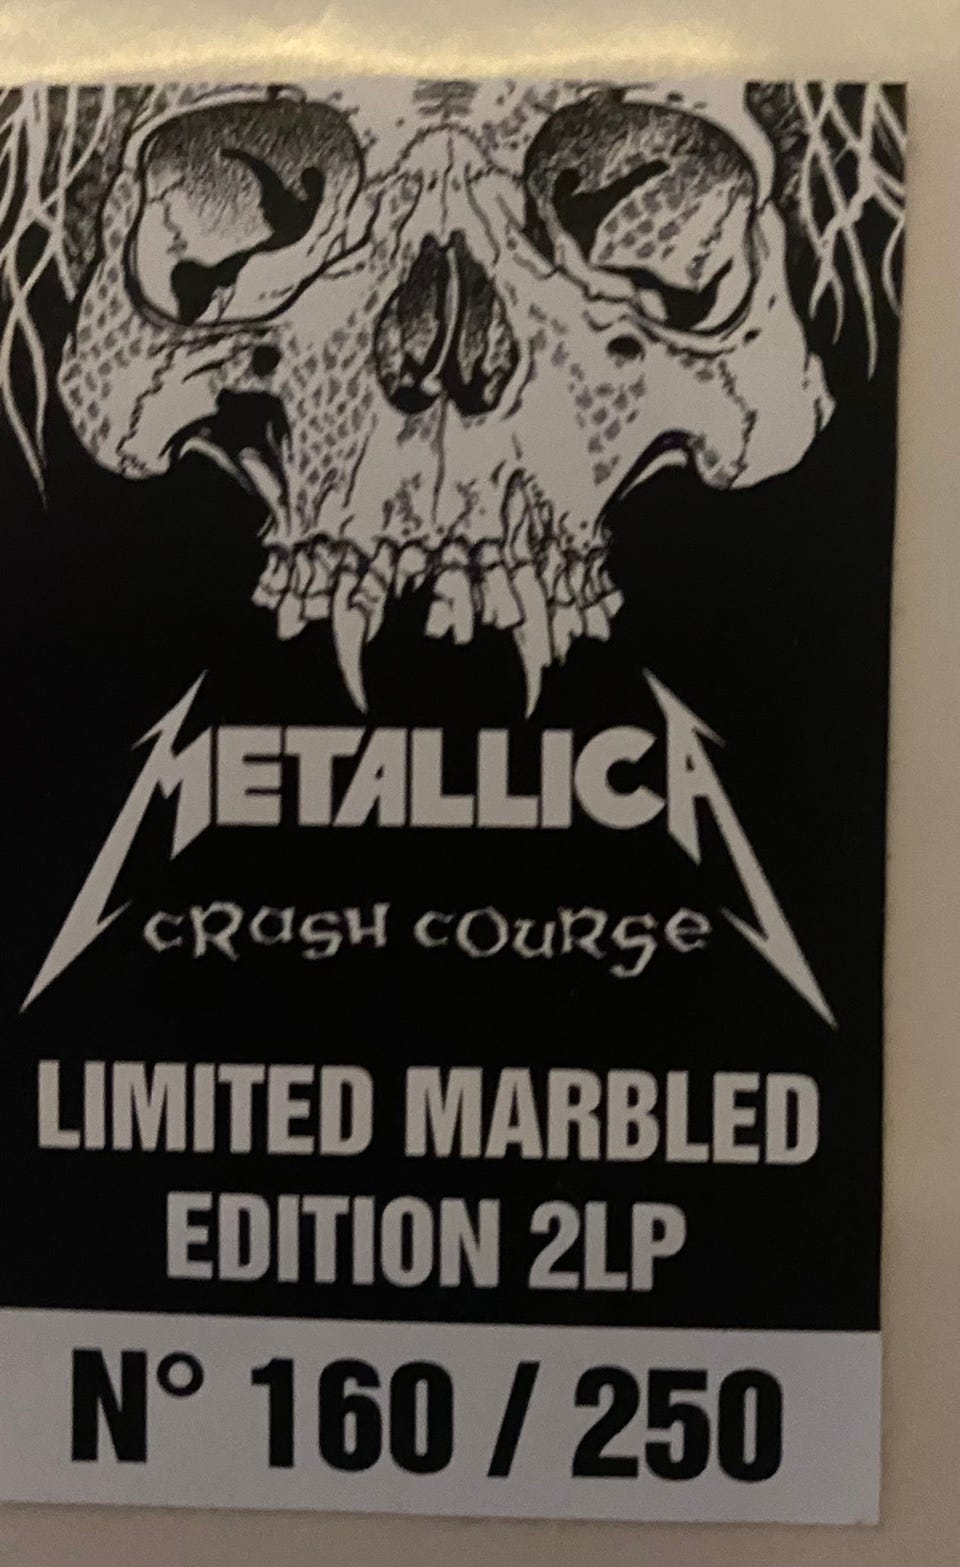 METALLICA
CRASH COURSE
LIMITED MARBLED
EDITION 2LP
N° 160 / 250